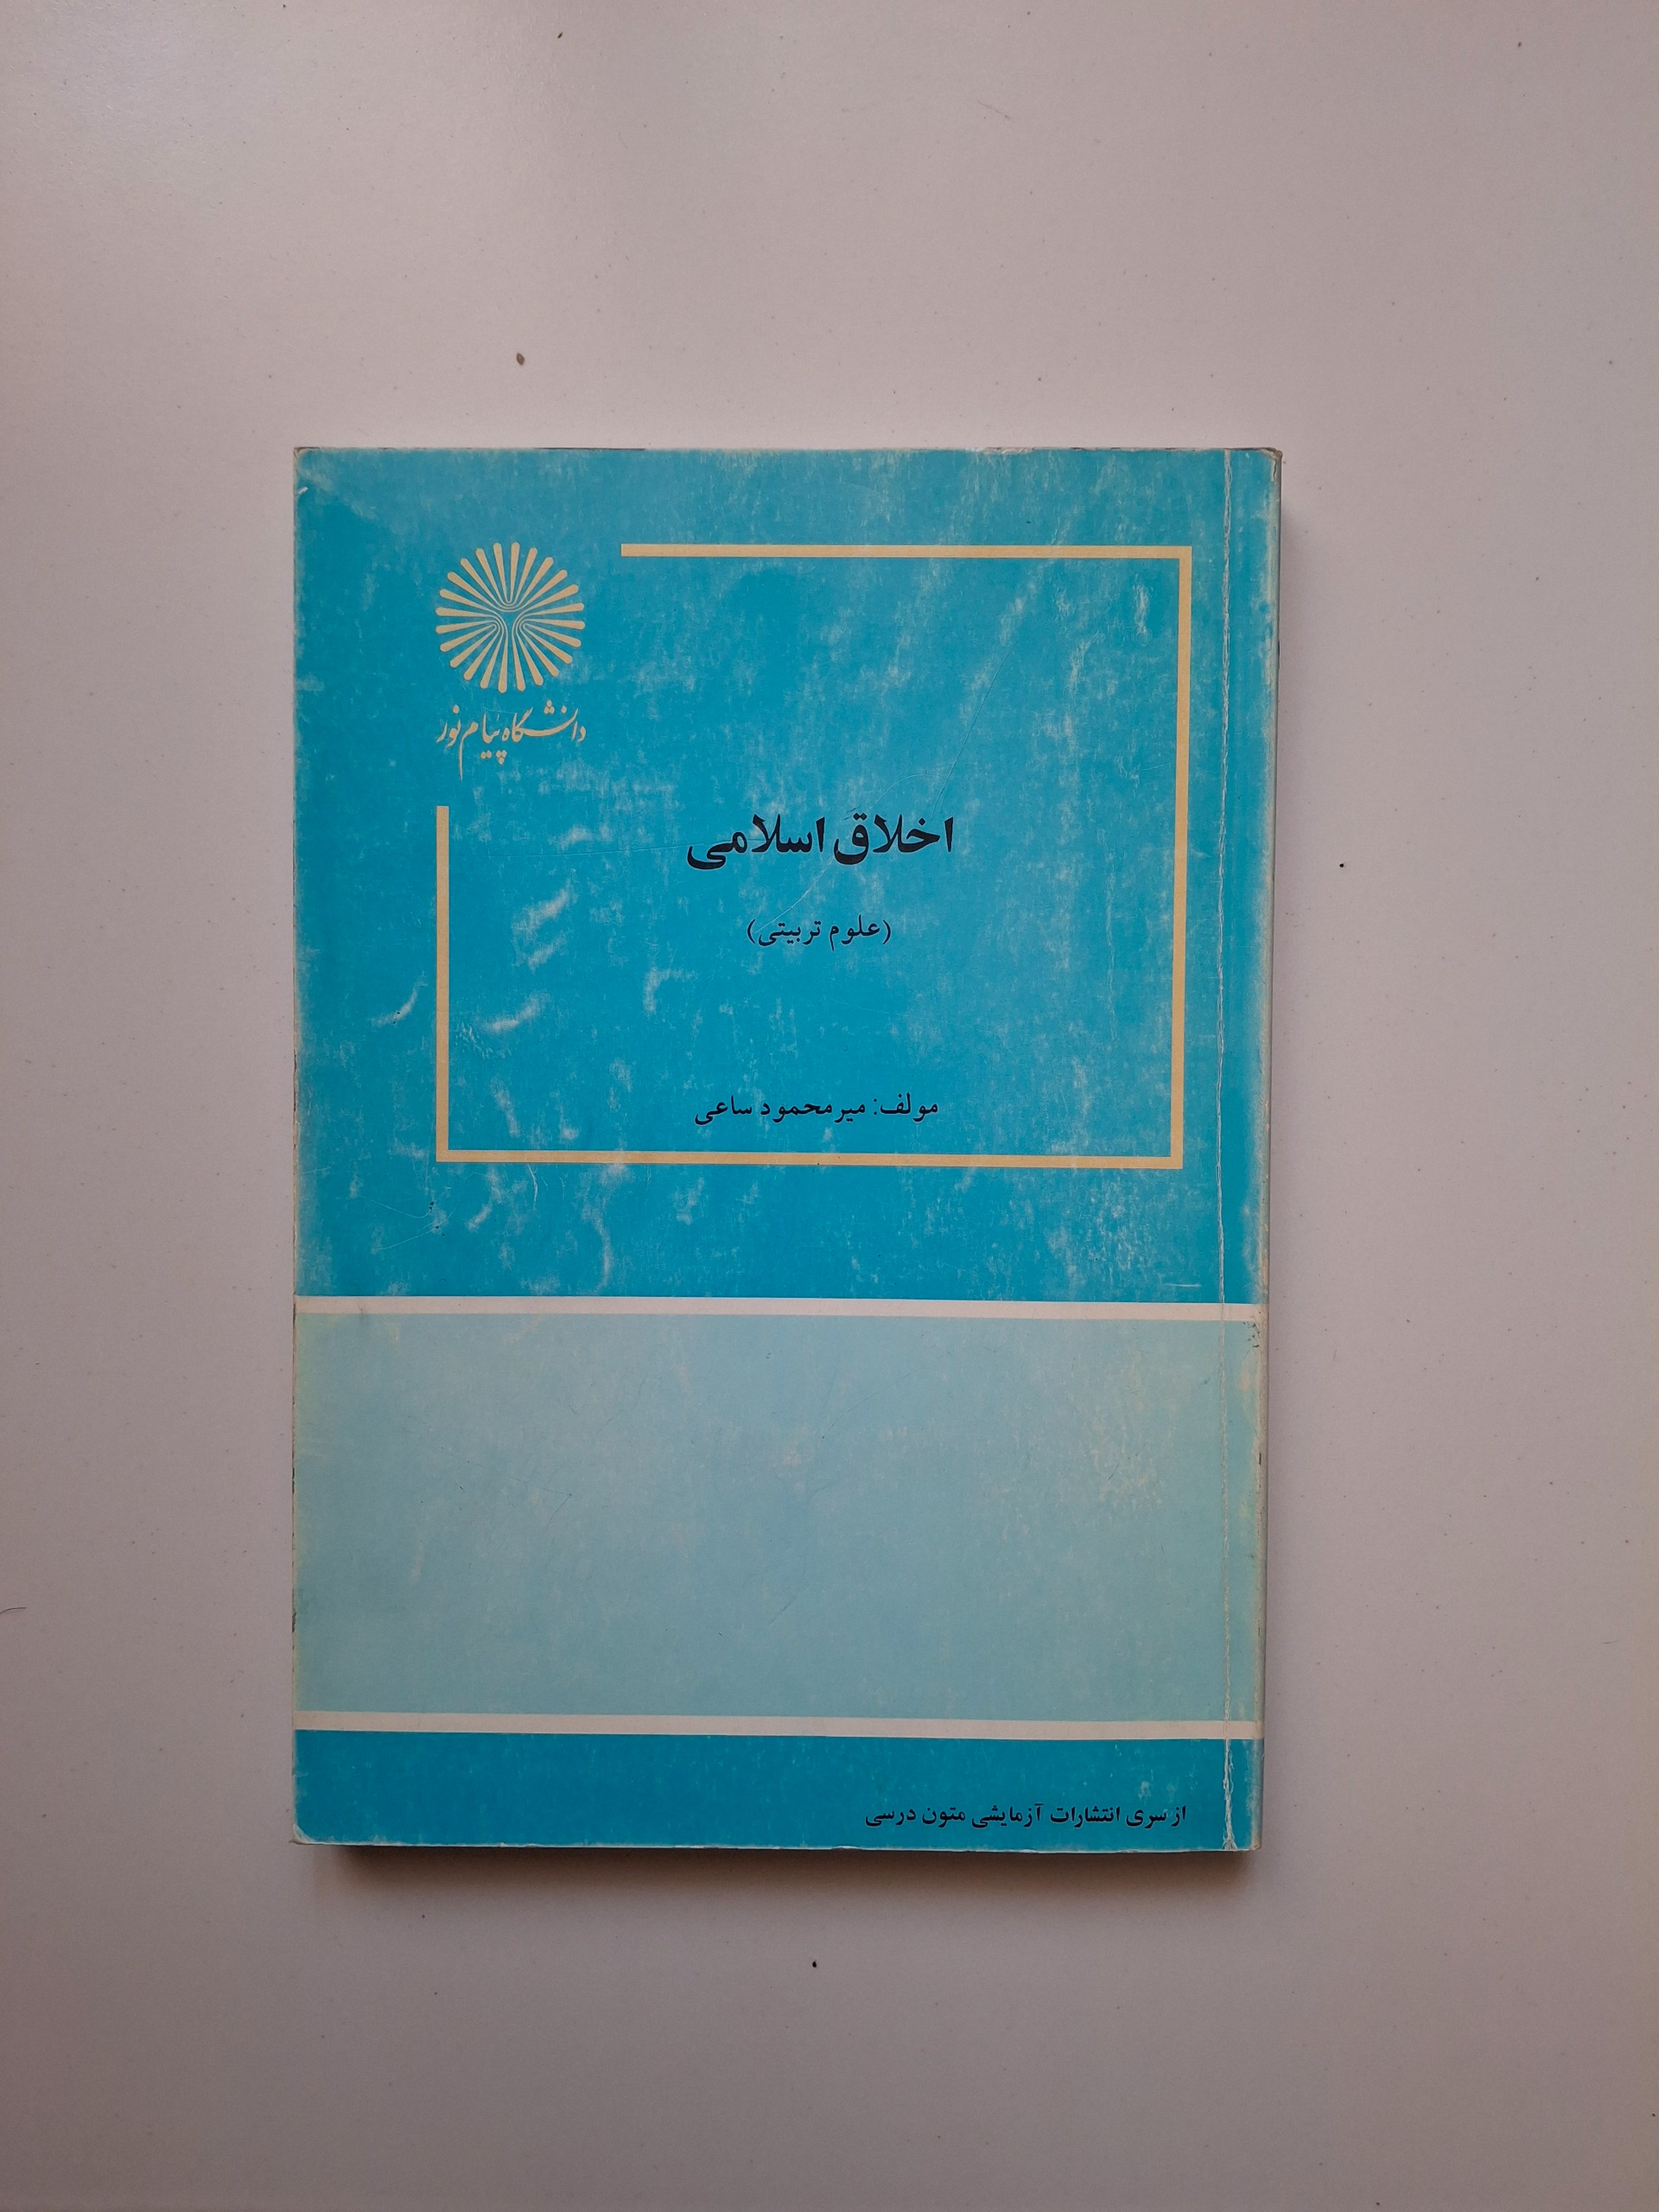 دانشگاه پیام نور
اخلاق اسلامی
(علوم تربیتی)
مولف: میرمحمود ساعی
از سری انتشارات آزمایشی متون درسی